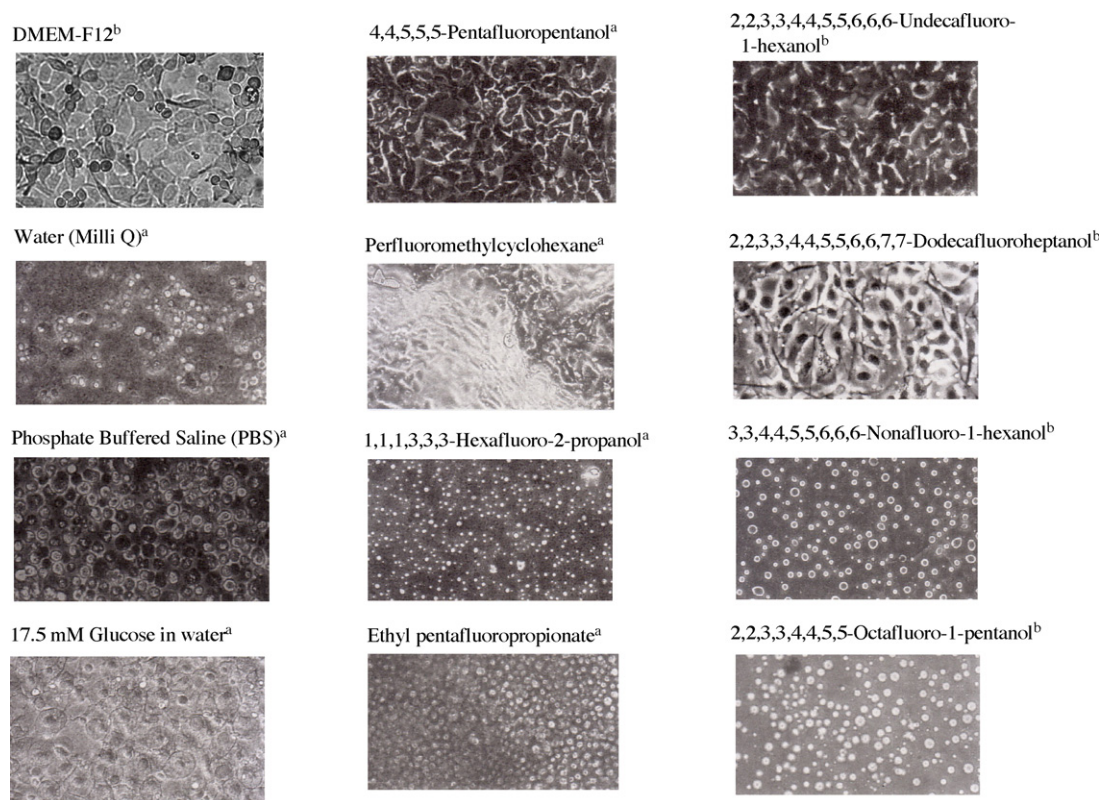 DMEM-F12b
4,4,5,5,5-Pentafluoropentanola
2,2,3,3,4,4,5,5,6,6,6-Undecafluoro-
1-hexanolb
Water (Milli Q)a
Perfluoromethylcyclohexanea
2,2,3,3,4,4,5,5,6,6,7,7-Dodecafluoroheptanolb
Phosphate Buffered Saline (PBS)a
1,1,1,3,3,3-Hexafluoro-2-propanola
3,3,4,4,5,5,6,6,6-Nonafluoro-1-hexanolb
17.5 mM Glucose in watera
Ethyl pentafluoropropionatea
2,2,3,3,4,4,5,5-Octafluoro-1-pentanolb